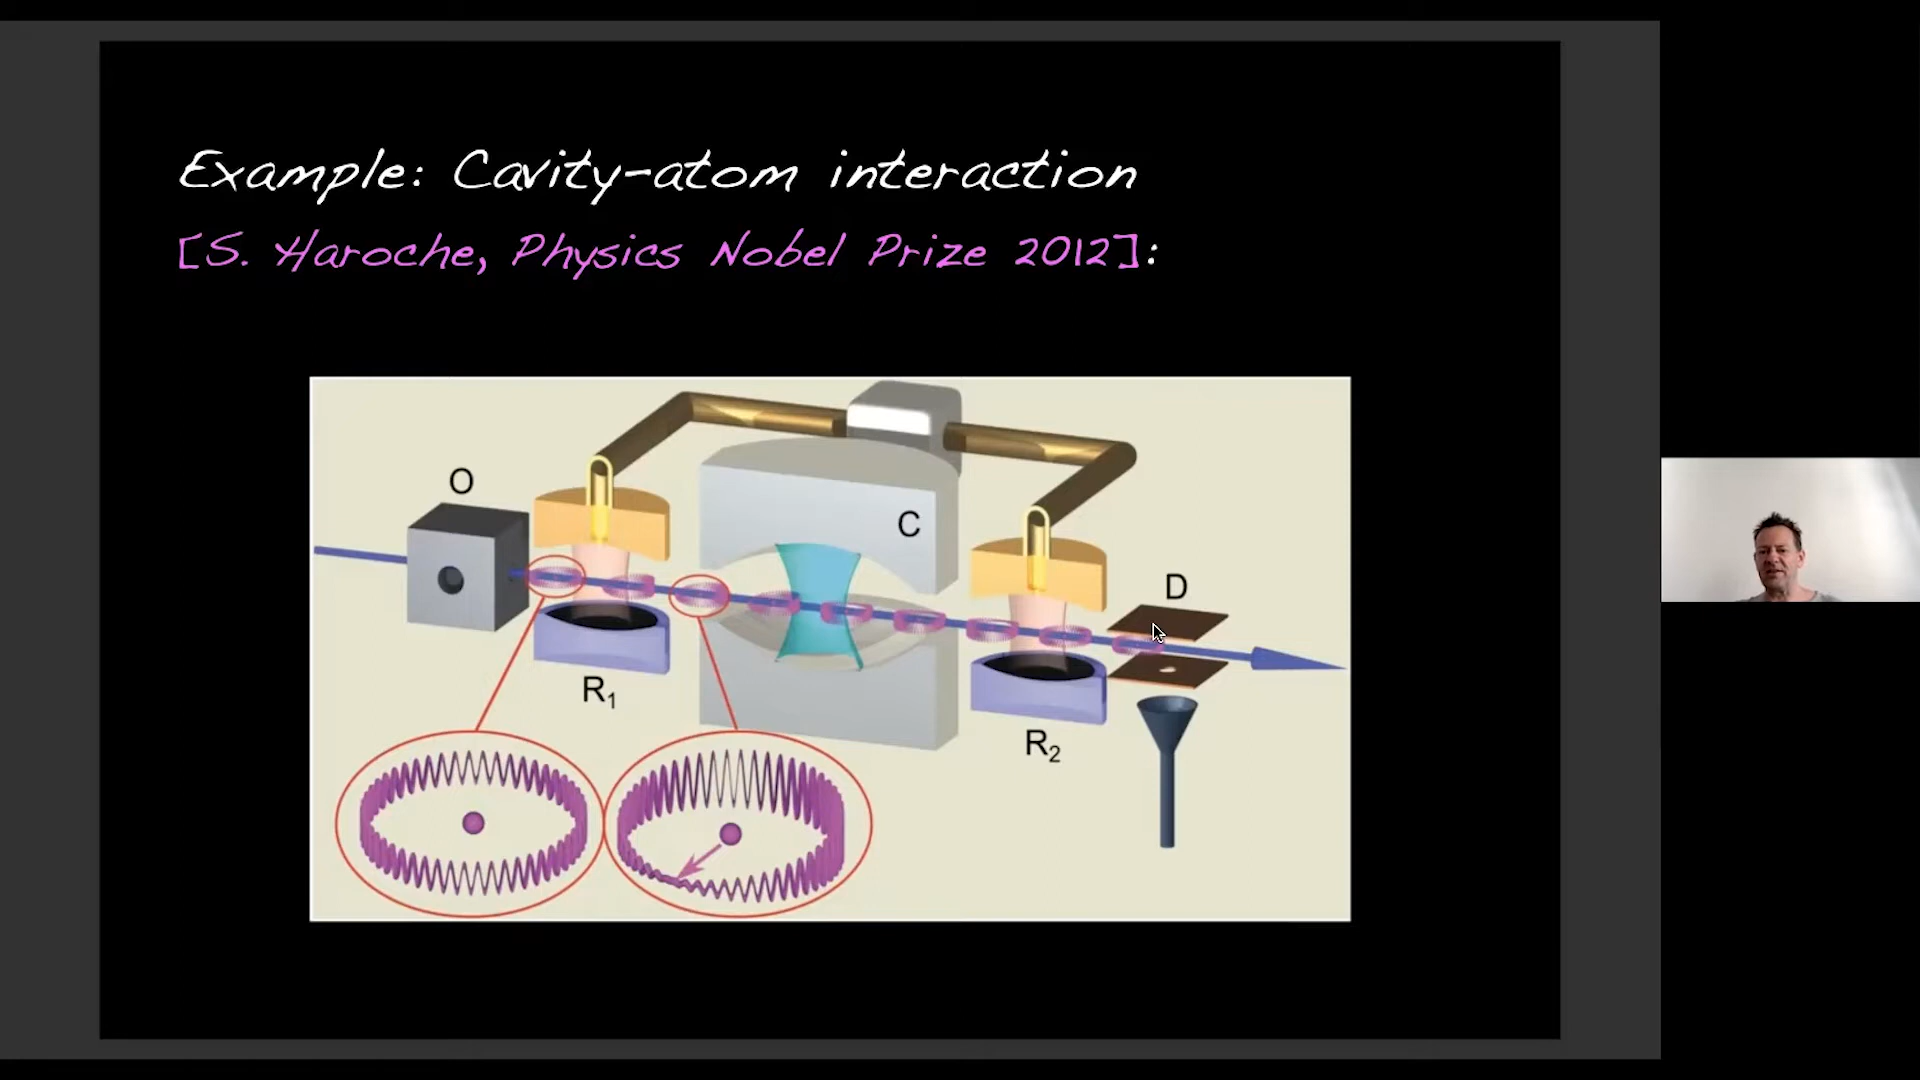 Example: Cavity-atom interaction
[S. Haroche, Physics Nobel Prize 2012]:
O
C
D
R₁
R₂